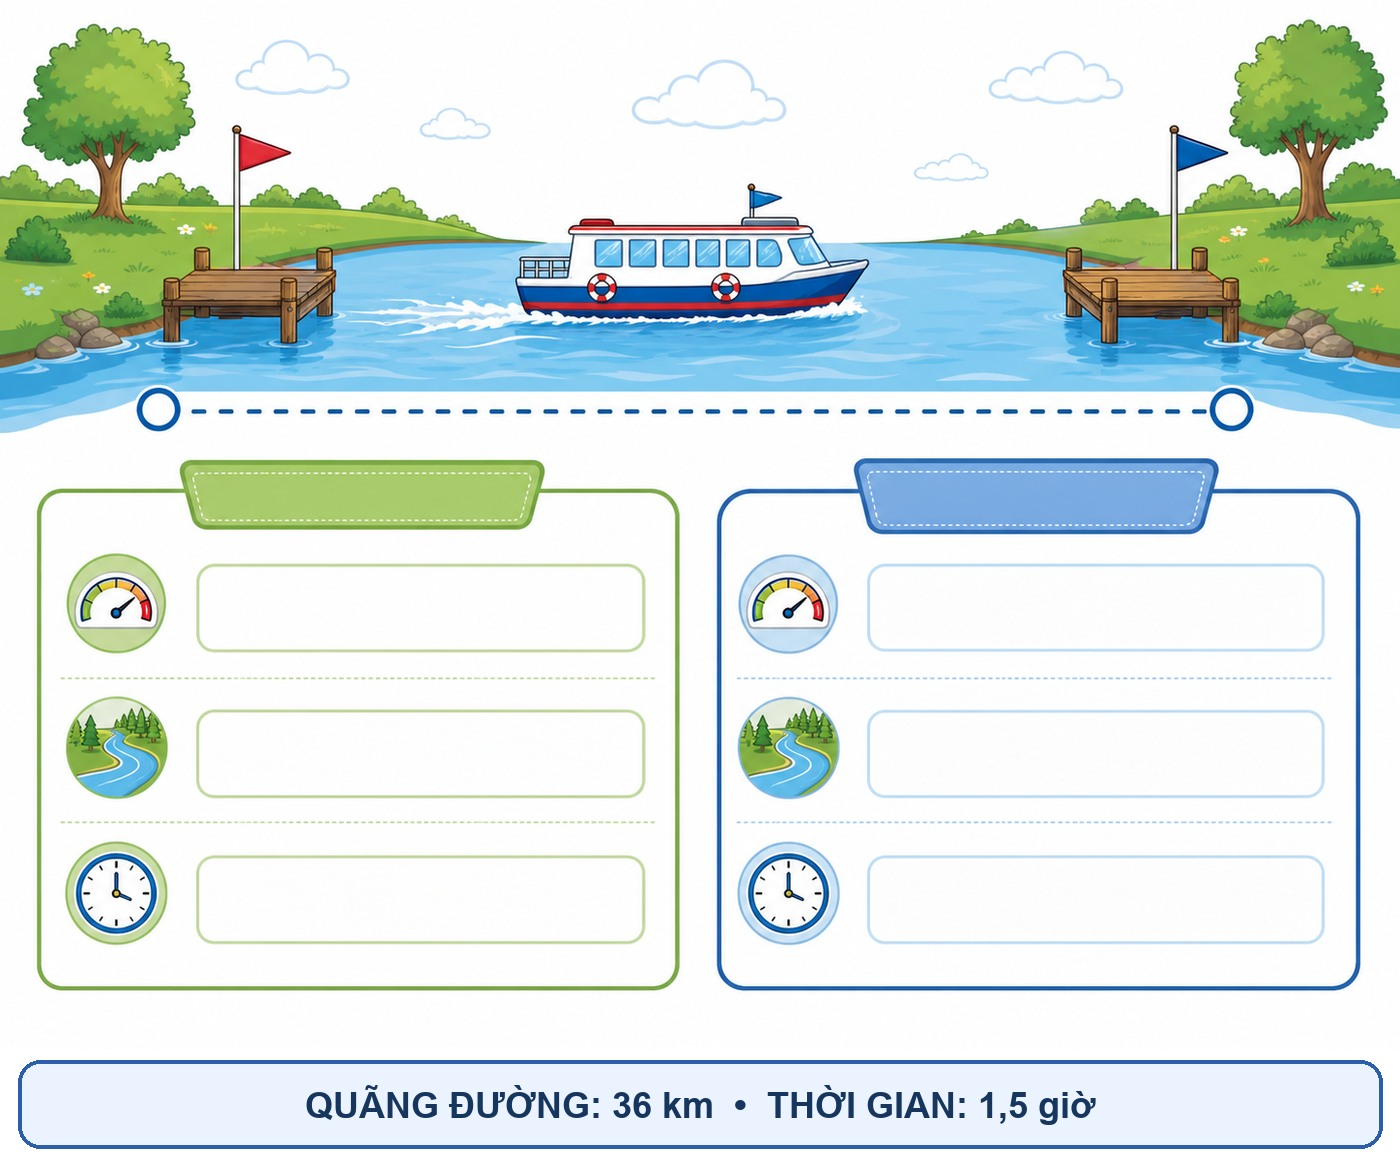 QUÃNG ĐƯỜNG: 36 km • THỜI GIAN: 1,5 giờ